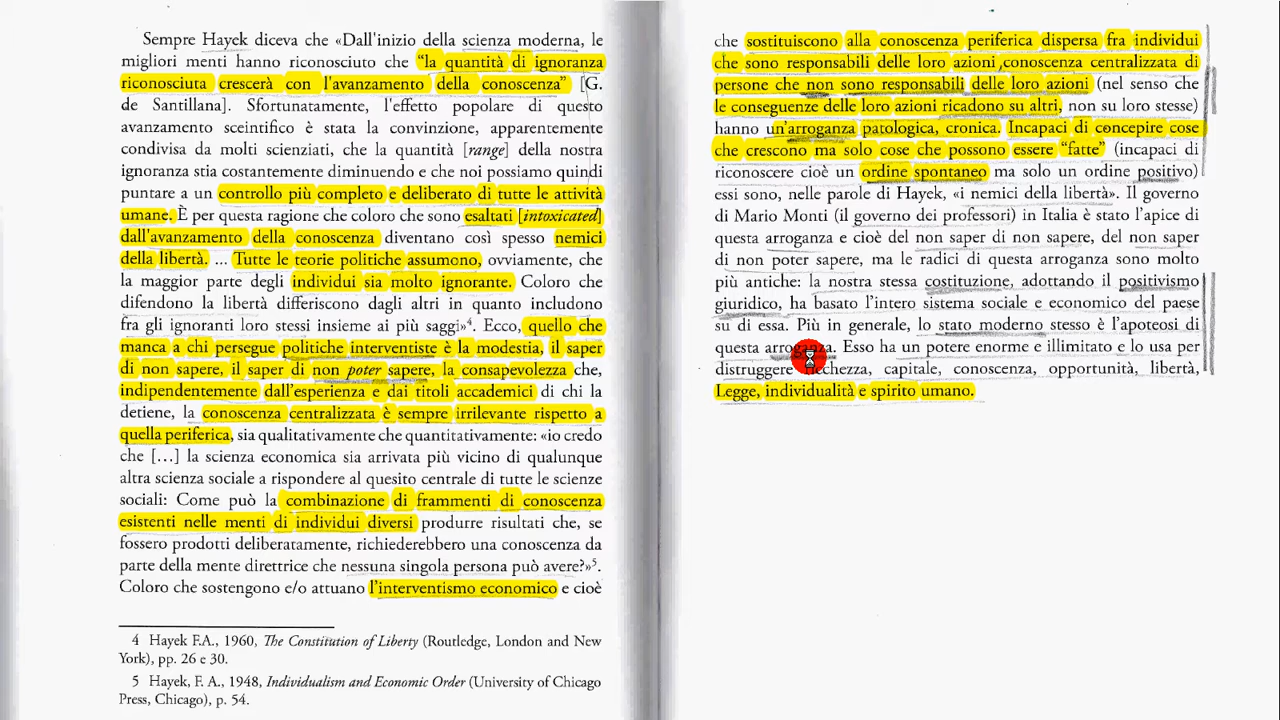 Sempre Hayek diceva che «Dall'inizio della scienza moderna, le
migliori menti hanno riconosciuto che "la quantità di ignoranza
riconosciuta crescerà con l'avanzamento della conoscenza" [G.
de Santillana]. Sfortunatamente, l'effetto popolare di questo
avanzamento sceintifico è stata la convinzione, apparentemente
condivisa da molti scienziati, che la quantità [range] della nostra
ignoranza stia costantemente diminuendo e che noi possiamo quindi
puntare a un controllo più completo e deliberato di tutte le attività
umane. È per questa ragione che coloro che sono esaltati [intoxicated]
dall'avanzamento della conoscenza diventano così spesso nemici
della libertà. ... Tutte le teorie politiche assumono, ovviamente, che
la maggior parte degli individui sia molto ignorante. Coloro che
difendono la libertà differiscono dagli altri in quanto includono
fra gli ignoranti loro stessi insieme ai più saggi»4. Ecco, quello che
manca a chi persegue politiche interventiste è la modestia, il saper
di non sapere, il saper di non poter sapere, la consapevolezza che,
indipendentemente dall'esperienza e dai titoli accademici di chi la
detiene, la conoscenza centralizzata è sempre irrilevante rispetto a
quella periferica, sia qualitativamente che quantitativamente: «io credo
che [...] la scienza economica sia arrivata più vicino di qualunque
altra scienza sociale a rispondere al quesito centrale di tutte le scienze
sociali: Come può la combinazione di frammenti di conoscenza
esistenti nelle menti di individui diversi produrre risultati che, se
fossero prodotti deliberatamente, richiederebbero una conoscenza da
parte della mente direttrice che nessuna singola persona può avere?»5.
Coloro che sostengono e/o attuano l'interventismo economico e cioè
4 Hayek F.A., 1960, The Constitution of Liberty (Routledge, London and New
York), pp. 26 e 30.
5 Hayek, F. A., 1948, Individualism and Economic Order (University of Chicago
Press, Chicago), p. 54.
che sostituiscono alla conoscenza periferica dispersa fra individui
che sono responsabili delle loro azioni, conoscenza centralizzata di
persone che non sono responsabili delle loro azioni (nel senso che
le conseguenze delle loro azioni ricadono su altri, non su loro stesse)
hanno un'arroganza patologica, cronica. Incapaci di concepire cose
che crescono ma solo cose che possono essere "fatte" (incapaci di
riconoscere cioè un ordine spontaneo ma solo un ordine positivo)
essi sono, nelle parole di Hayek, «i nemici della libertà». Il governo
di Mario Monti (il governo dei professori) in Italia è stato l'apice di
questa arroganza e cioè del non saper di non sapere, del non saper
di non poter sapere, ma le radici di questa arroganza sono molto
più antiche: la nostra stessa costituzione, adottando il positivismo
giuridico, ha basato l'intero sistema sociale e economico del paese
su di essa. Più in generale, lo stato moderno stesso è l'apoteosi di
questa arroganza. Esso ha un potere enorme e illimitato e lo usa per
distruggere ricchezza, capitale, conoscenza, opportunità, libertà,
Legge, individualità e spirito umano.